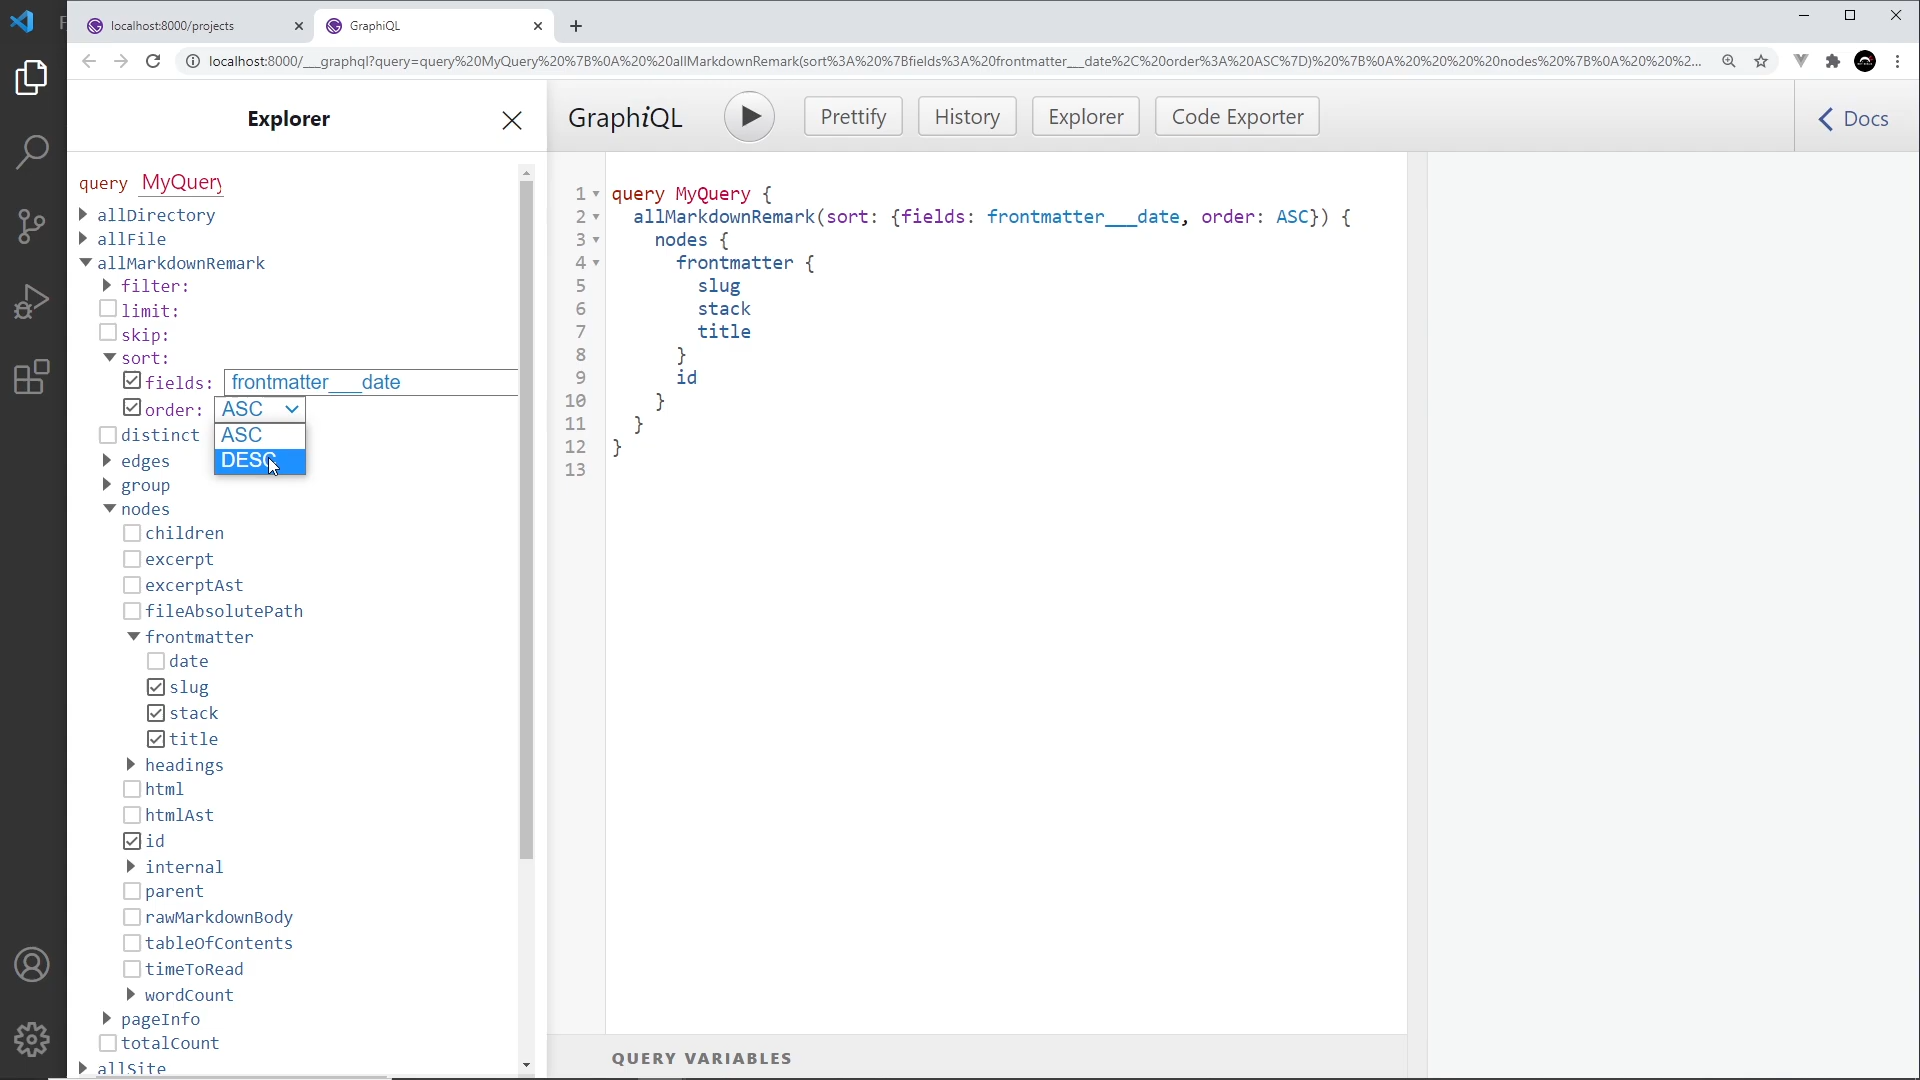 localhost:8000/projects
GraphiQL
localhost:8000/___graphql?query=query%20MyQuery%20%7B%0A%20%20allMarkdownRemark(sort%3A%20%7Bfields%3A%20frontmatter___date%2C%20order%3A%20ASC%7D)%20%7B%0A%20%20%20%20nodes%20%7B%0A%20%20%2...
Explorer
GraphiQL
Prettify
History
Explorer
Code Exporter
Docs
query MyQuery
allDirectory
allFile
allMarkdownRemark
filter:
limit:
skip:
sort:
fields: frontmatter___date
order: ASC
ASC
DESC
distinct
edges
group
nodes
children
excerpt
excerptAst
fileAbsolutePath
frontmatter
date
slug
stack
title
headings
html
htmlAst
id
internal
parent
rawMarkdownBody
tableOfContents
timeToRead
wordCount
pageInfo
totalCount
allSite
1 query MyQuery {
2 allMarkdownRemark(sort: {fields: frontmatter___date, order: ASC}) {
3 nodes {
4 frontmatter {
5 slug
6 stack
7 title
8 }
9 id
10 }
11 }
12 }
13
QUERY VARIABLES